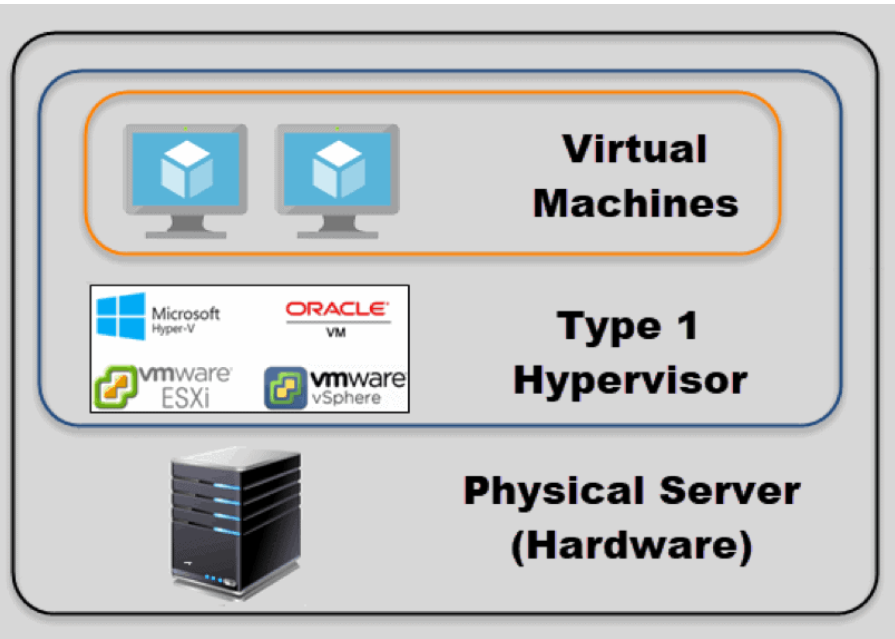 Virtual
Machines
Microsoft
Hyper-V
ORACLE
VM
vmware
ESXi
vmware
vSphere
Type 1
Hypervisor
Physical Server
(Hardware)